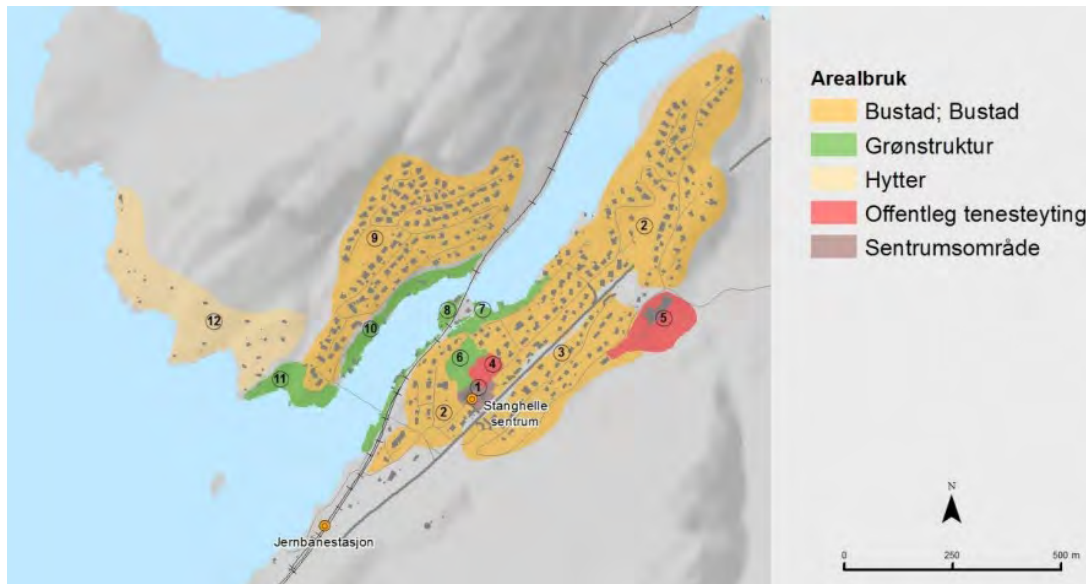 Arealbruk
Bustad; Bustad
Grønstruktur
Hytter
Offentleg tenesteyting
Sentrumsområde
2
9
12
8
7
10
5
6
4
3
11
1
2
Stanghelle
sentrum
Jernbanestasjon
N
0 250 500 m